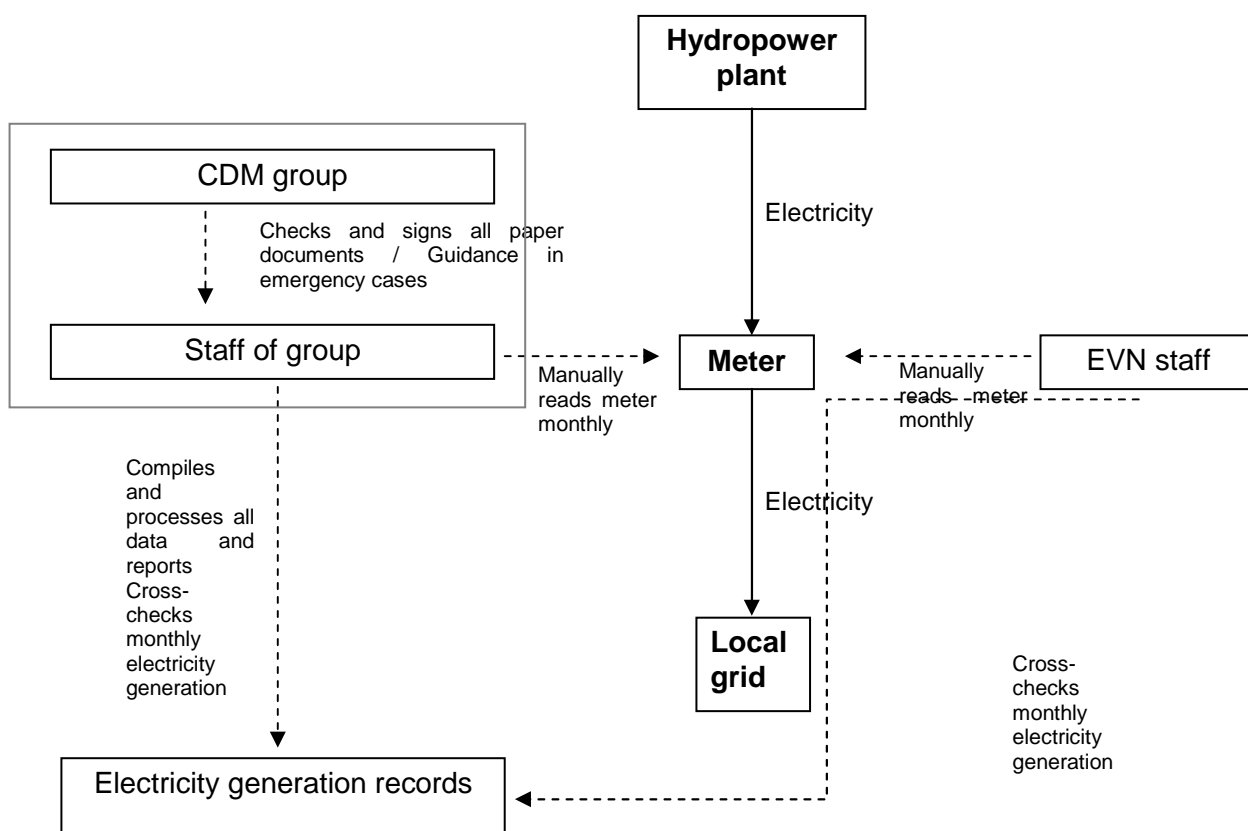 Hydropower
plant
CDM group
Electricity
Checks and signs all paper
documents / Guidance in
emergency cases
Staff of group
Meter
EVN staff
Manually
reads meter
monthly
Manually
reads meter
monthly
Compiles
and
processes all
data and
reports
Cross-
checks
monthly
electricity
generation
Electricity
Local
grid
Cross-
checks
monthly
electricity
generation
Electricity generation records